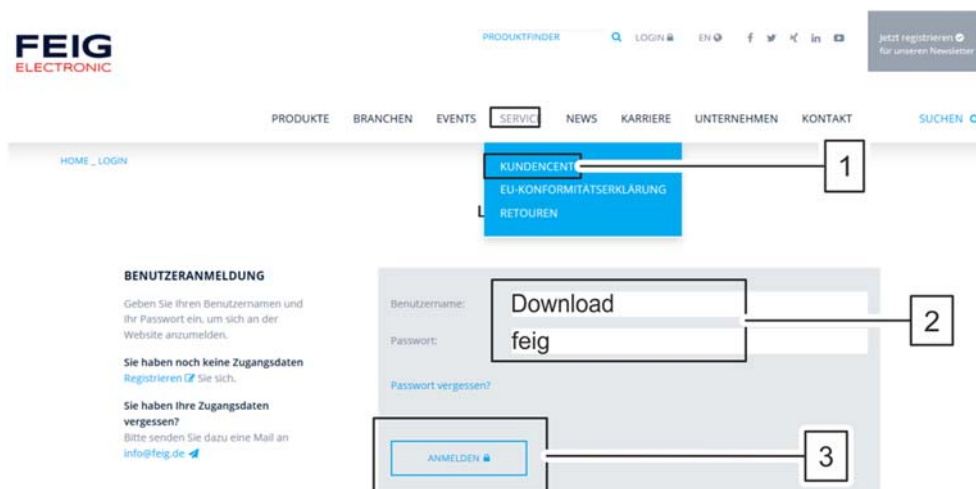 FEIG
ELECTRONIC
PRODUKTFINDER LOGIN EN
Jetzt registrieren
für unseren Newsletter
PRODUKTE BRANCHEN EVENTS SERVICE NEWS KARRIERE UNTERNEHMEN KONTAKT SUCHEN
HOME _ LOGIN
KUNDENCENT
1
EU-KONFORMITÄTSERKLÄRUNG
L
RETOUREN
BENUTZERANMELDUNG
Geben Sie Ihren Benutzernamen und
Ihr Passwort ein, um sich an der
Website anzumelden.
Sie haben noch keine Zugangsdaten
Registrieren Sie sich.
Sie haben Ihre Zugangsdaten
vergessen?
Bitte senden Sie dazu eine Mail an
info@feig.de
Benutzername: Download
2
Passwort: feig
Passwort vergessen?
ANMELDEN
3